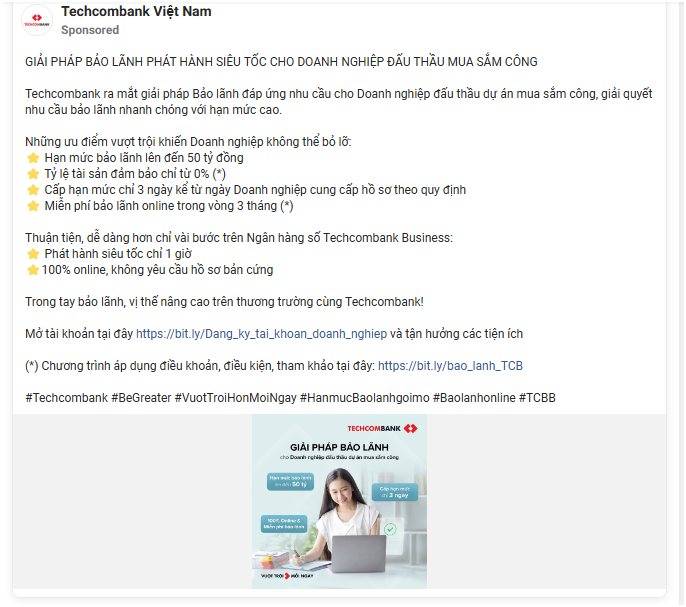 TECHCOMBANK
Techcombank Việt Nam
Sponsored
GIẢI PHÁP BẢO LÃNH PHÁT HÀNH SIÊU TỐC CHO DOANH NGHIỆP ĐẤU THẦU MUA SẮM CÔNG
Techcombank ra mắt giải pháp Bảo lãnh đáp ứng nhu cầu cho Doanh nghiệp đấu thầu dự án mua sắm công, giải quyết
nhu cầu bảo lãnh nhanh chóng với hạn mức cao.
Những ưu điểm vượt trội khiến Doanh nghiệp không thể bỏ lỡ:
⭐ Hạn mức bảo lãnh lên đến 50 tỷ đồng
⭐ Tỷ lệ tài sản đảm bảo chỉ từ 0% (*)
⭐ Cấp hạn mức chỉ 3 ngày kể từ ngày Doanh nghiệp cung cấp hồ sơ theo quy định
⭐ Miễn phí bảo lãnh online trong vòng 3 tháng (*)
Thuận tiện, dễ dàng hơn chỉ vài bước trên Ngân hàng số Techcombank Business:
⭐ Phát hành siêu tốc chỉ 1 giờ
⭐100% online, không yêu cầu hồ sơ bản cứng
Trong tay bảo lãnh, vị thế nâng cao trên thương trường cùng Techcombank!
Mở tài khoản tại đây https://bit.ly/Dang_ky_tai_khoan_doanh_nghiep và tận hưởng các tiện ích
(*) Chương trình áp dụng điều khoản, điều kiện, tham khảo tại đây: https://bit.ly/bao_lanh_TCB
#Techcombank #BeGreater #VuotTroiHonMoiNgay #HanmucBaolanhgoimo #Baolanhonline #TCBB
TECHCOMBANK
GIẢI PHÁP BẢO LÃNH
cho Doanh nghiệp đấu thầu dự án mua sắm công
Hạn mức bảo lãnh
lên đến 50 tỷ
Cấp hạn mức
chỉ 3 ngày
100% Online &
Miễn phí bảo lãnh
VƯỢT TRỘI MỖI NGÀY